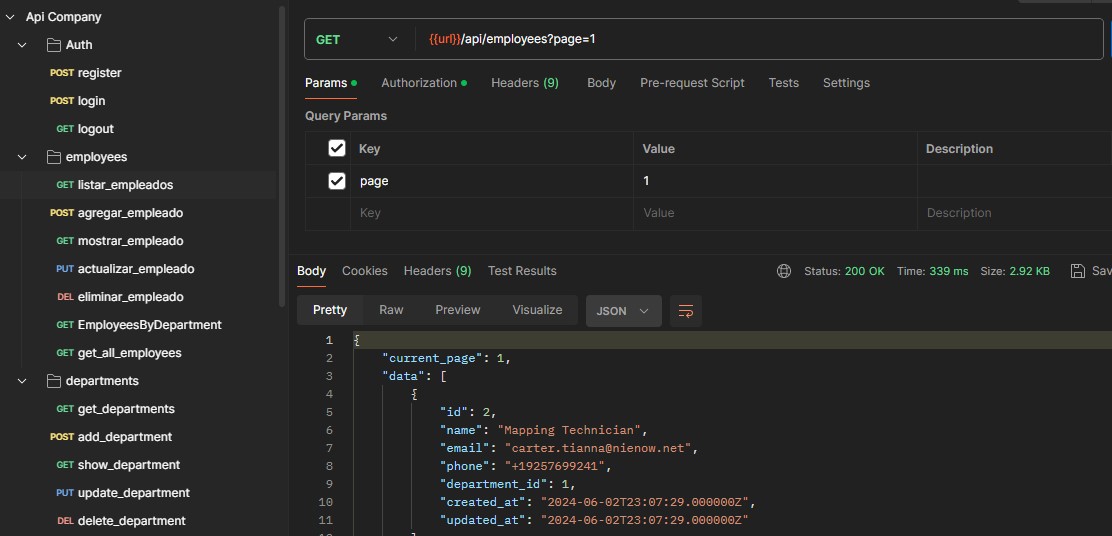 Api Company
Auth
POST register
POST login
GET logout
employees
GET listar_empleados
POST agregar_empleado
GET mostrar_empleado
PUT actualizar_empleado
DEL eliminar_empleado
GET EmployeesByDepartment
GET get_all_employees
departments
GET get_departments
POST add_department
GET show_department
PUT update_department
DEL delete_department
GET {{url}}/api/employees?page=1
Params Authorization Headers (9) Body Pre-request Script Tests Settings
Query Params
Key Value Description
page 1
Key Value Description
Body Cookies Headers (9) Test Results Status: 200 OK Time: 339 ms Size: 2.92 KB Sav
Pretty Raw Preview Visualize JSON
1 {
2 "current_page": 1,
3 "data": [
4 {
5 "id": 2,
6 "name": "Mapping Technician",
7 "email": "carter.tianna@nienow.net",
8 "phone": "+19257699241",
9 "department_id": 1,
10 "created_at": "2024-06-02T23:07:29.000000Z",
11 "updated_at": "2024-06-02T23:07:29.000000Z"